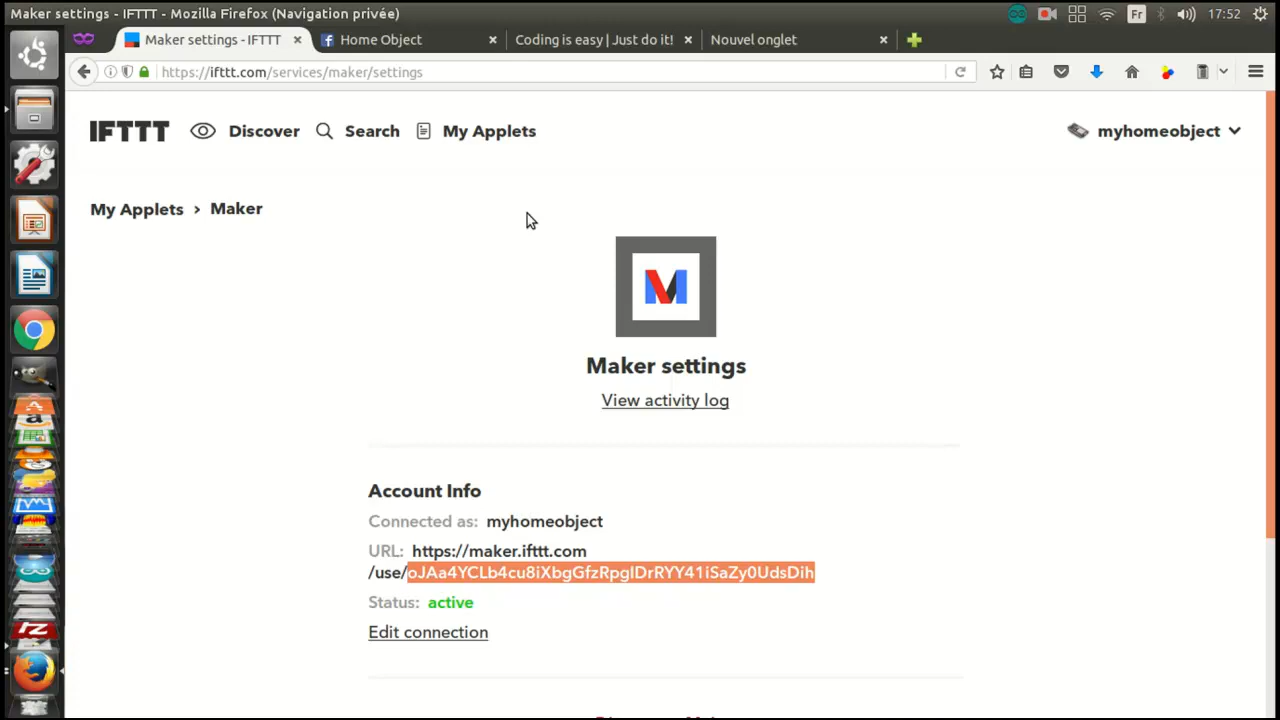 Maker settings - IFTTT - Mozilla Firefox (Navigation privée)
Fr
17:52
Maker settings - IFTTT
Home Object
Coding is easy | Just do it!
Nouvel onglet
https://ifttt.com/services/maker/settings
IFTTT
Discover
Search
My Applets
myhomeobject
My Applets › Maker
M
Maker settings
View activity log
Account Info
Connected as: myhomeobject
URL: https://maker.ifttt.com
/use/oJAa4YCLb4cu8iXbgGfzRpglDrRYY41iSaZy0UdsDih
Status: active
Edit connection